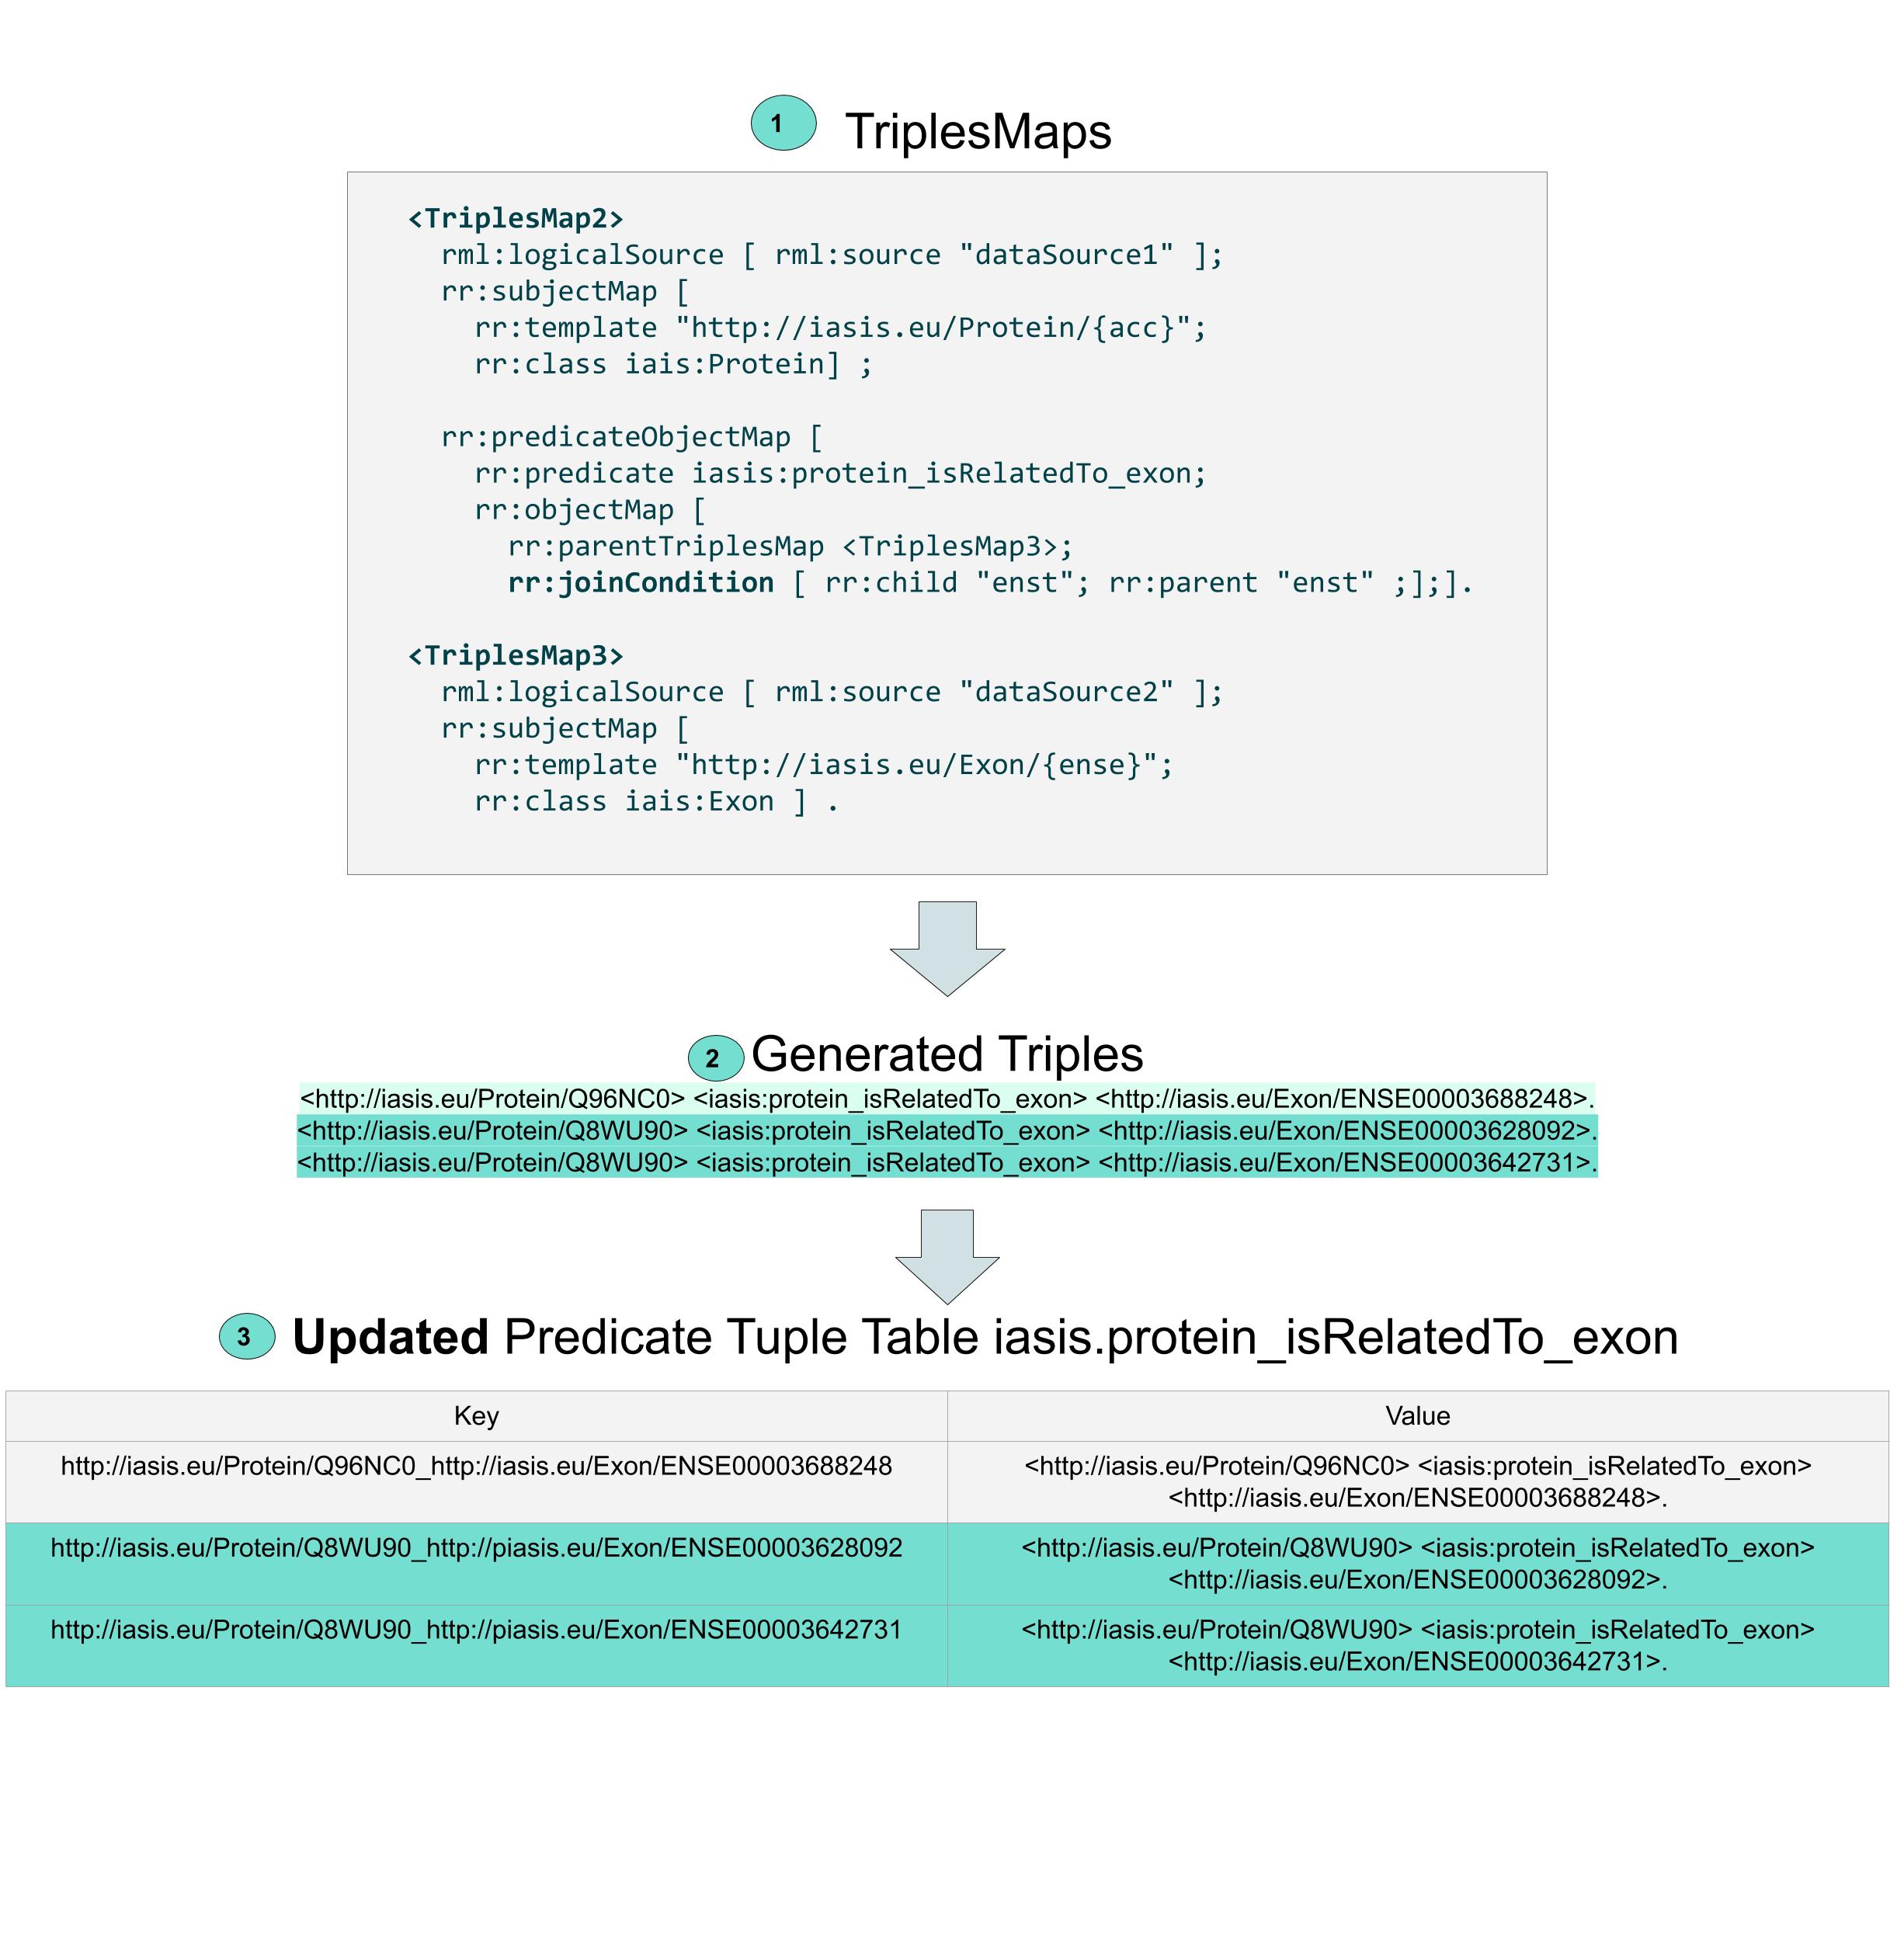 1 TriplesMaps
<TriplesMap2>
rml:logicalSource [ rml:source "dataSource1" ];
rr:subjectMap [
rr:template "http://iasis.eu/Protein/{acc}";
rr:class iais:Protein] ;
rr:predicateObjectMap [
rr:predicate iasis:protein_isRelatedTo_exon;
rr:objectMap [
rr:parentTriplesMap <TriplesMap3>;
rr:joinCondition [ rr:child "enst"; rr:parent "enst" ;];].
<TriplesMap3>
rml:logicalSource [ rml:source "dataSource2" ];
rr:subjectMap [
rr:template "http://iasis.eu/Exon/{ense}";
rr:class iais:Exon ] .
2 Generated Triples
<http://iasis.eu/Protein/Q96NC0> <iasis:protein_isRelatedTo_exon> <http://iasis.eu/Exon/ENSE00003688248>.
<http://iasis.eu/Protein/Q8WU90> <iasis:protein_isRelatedTo_exon> <http://iasis.eu/Exon/ENSE00003628092>.
<http://iasis.eu/Protein/Q8WU90> <iasis:protein_isRelatedTo_exon> <http://iasis.eu/Exon/ENSE00003642731>.
3 Updated Predicate Tuple Table iasis.protein_isRelatedTo_exon
Key Value
http://iasis.eu/Protein/Q96NC0_http://iasis.eu/Exon/ENSE00003688248 <http://iasis.eu/Protein/Q96NC0> <iasis:protein_isRelatedTo_exon>
<http://iasis.eu/Exon/ENSE00003688248>.
http://iasis.eu/Protein/Q8WU90_http://piasis.eu/Exon/ENSE00003628092 <http://iasis.eu/Protein/Q8WU90> <iasis:protein_isRelatedTo_exon>
<http://iasis.eu/Exon/ENSE00003628092>.
http://iasis.eu/Protein/Q8WU90_http://piasis.eu/Exon/ENSE00003642731 <http://iasis.eu/Protein/Q8WU90> <iasis:protein_isRelatedTo_exon>
<http://iasis.eu/Exon/ENSE00003642731>.